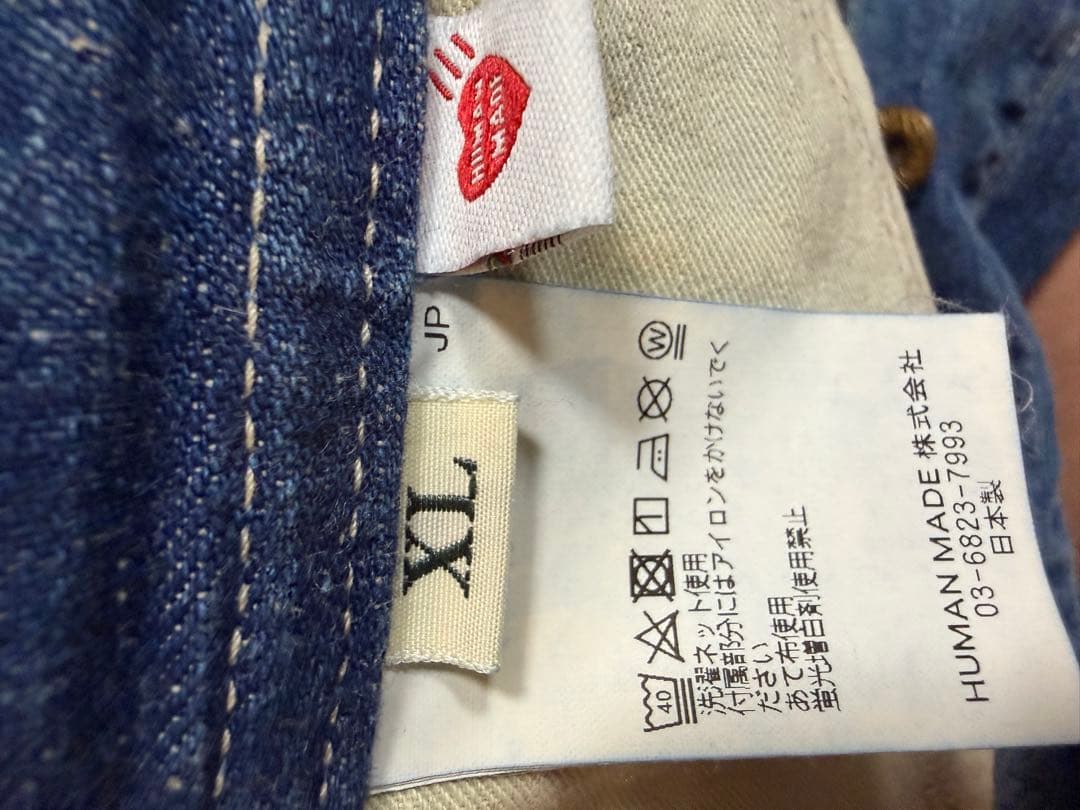 HUMAN
MADE
JP
XL
40
W
洗濯ネット使用
付属部分にはアイロンをかけないでく
ださい
あて布使用
蛍光増白剤使用禁止
HUMAN MADE 株式会社
03-6823-7993
日本製